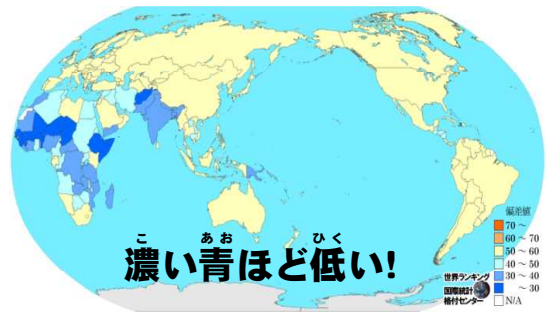 濃い青ほど低い!
こ
あお
ひく
偏差値
70 ～
60 ～ 70
50 ～ 60
40 ～ 50
30 ～ 40
～ 30
N/A
世界ランキング
国際統計
格付センター